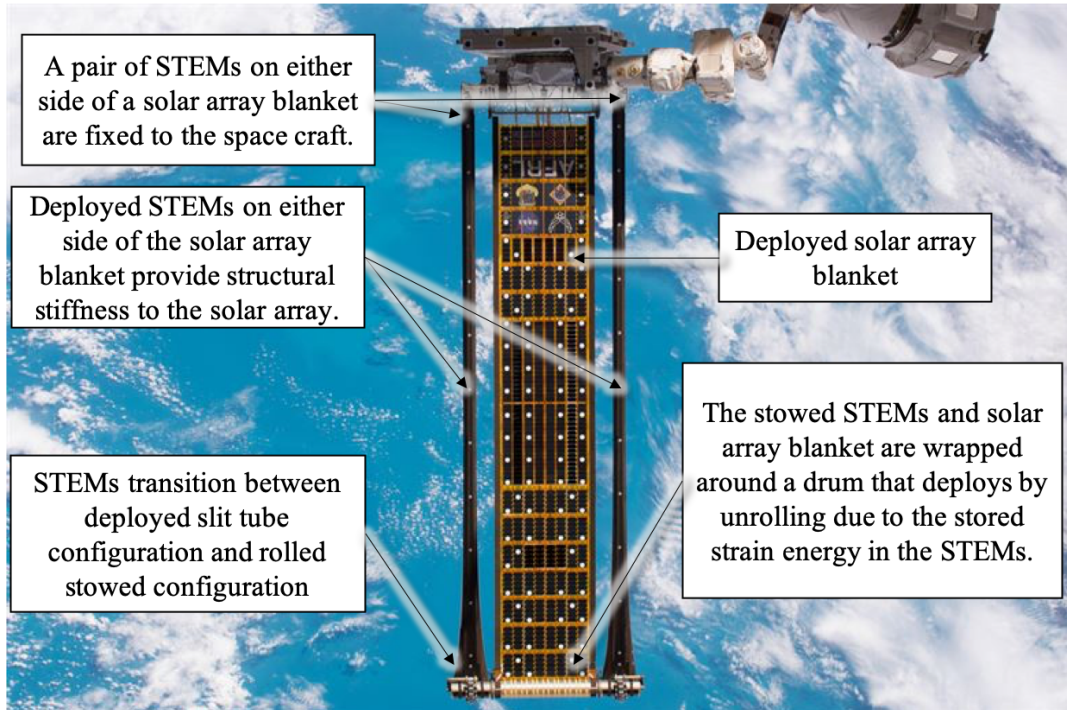 A pair of STEMs on either
side of a solar array blanket
are fixed to the space craft.
Deployed STEMs on either
side of the solar array
blanket provide structural
stiffness to the solar array.
STEMs transition between
deployed slit tube
configuration and rolled
stowed configuration
AFRL
NASA
Deployed solar array
blanket
The stowed STEMs and solar
array blanket are wrapped
around a drum that deploys by
unrolling due to the stored
strain energy in the STEMs.